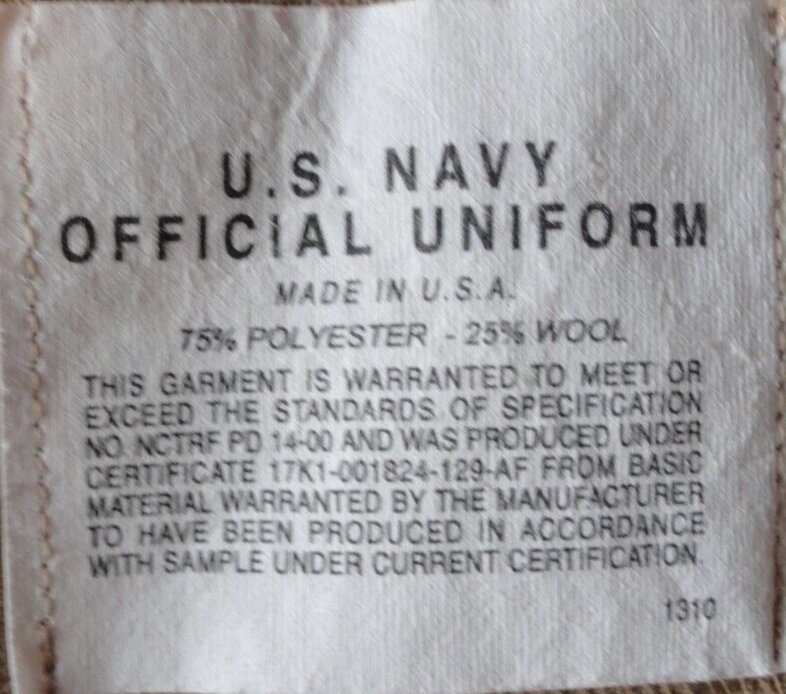 U.S. NAVY
OFFICIAL UNIFORM
MADE IN U.S.A.
75% POLYESTER - 25% WOOL
THIS GARMENT IS WARRANTED TO MEET OR
EXCEED THE STANDARDS OF SPECIFICATION
NO. NCTRF PD 14-00 AND WAS PRODUCED UNDER
CERTIFICATE 17K1-001824-129-AF FROM BASIC
MATERIAL WARRANTED BY THE MANUFACTURER
TO HAVE BEEN PRODUCED IN ACCORDANCE
WITH SAMPLE UNDER CURRENT CERTIFICATION.
1310